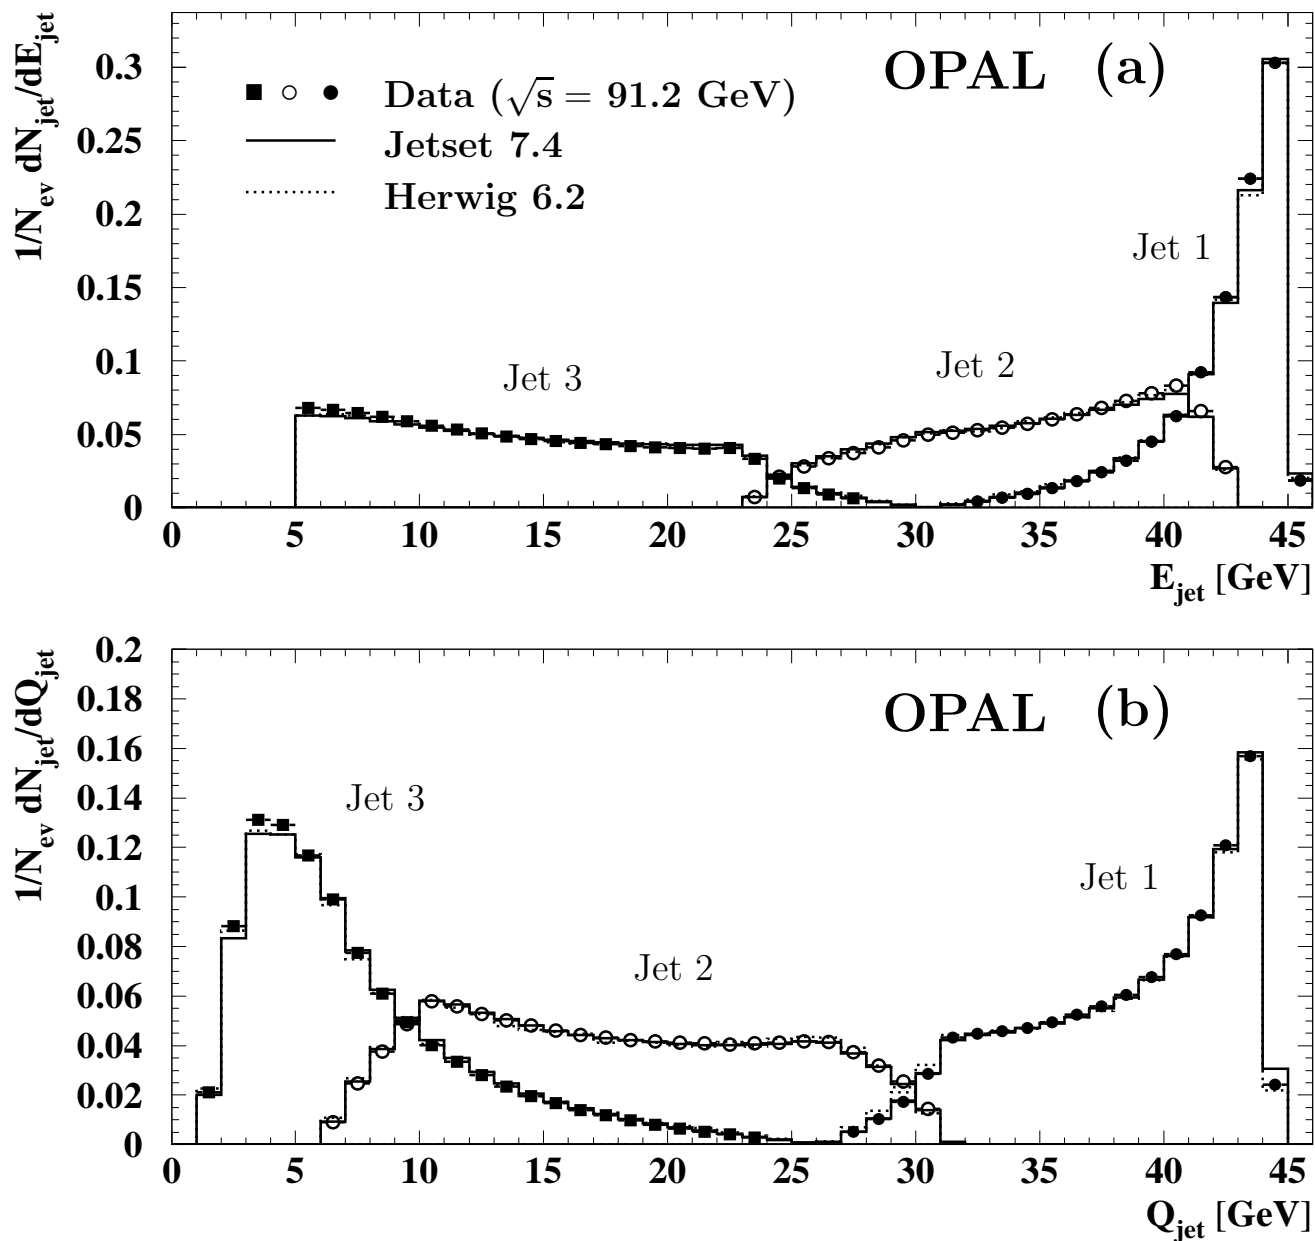 OPAL (a)
1/N_ev dN_jet/dE_jet
Data (√s = 91.2 GeV)
Jetset 7.4
Herwig 6.2
Jet 1
Jet 2
Jet 3
0.3
0.25
0.2
0.15
0.1
0.05
0
0 5 10 15 20 25 30 35 40 45
E_jet [GeV]
OPAL (b)
1/N_ev dN_jet/dQ_jet
Jet 3
Jet 1
Jet 2
0.2
0.18
0.16
0.14
0.12
0.1
0.08
0.06
0.04
0.02
0
0 5 10 15 20 25 30 35 40 45
Q_jet [GeV]